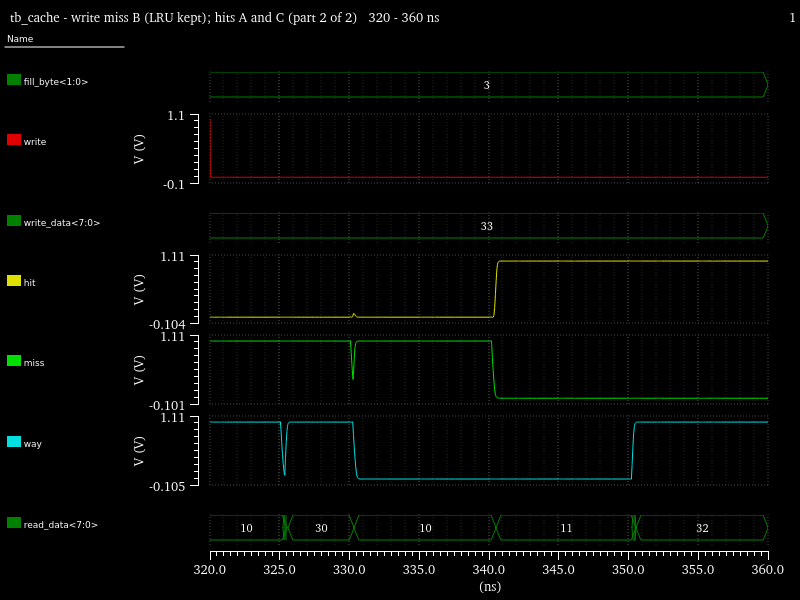 tb_cache - write miss B (LRU kept); hits A and C (part 2 of 2)   320 - 360 ns
1
Name
fill_byte<1:0>
3
1.1
write
V (V)
-0.1
write_data<7:0>
33
1.11
hit
V (V)
-0.104
1.11
miss
V (V)
-0.101
1.11
way
V (V)
-0.105
read_data<7:0>
10 30 10 11 32
320.0 325.0 330.0 335.0 340.0 345.0 350.0 355.0 360.0
(ns)